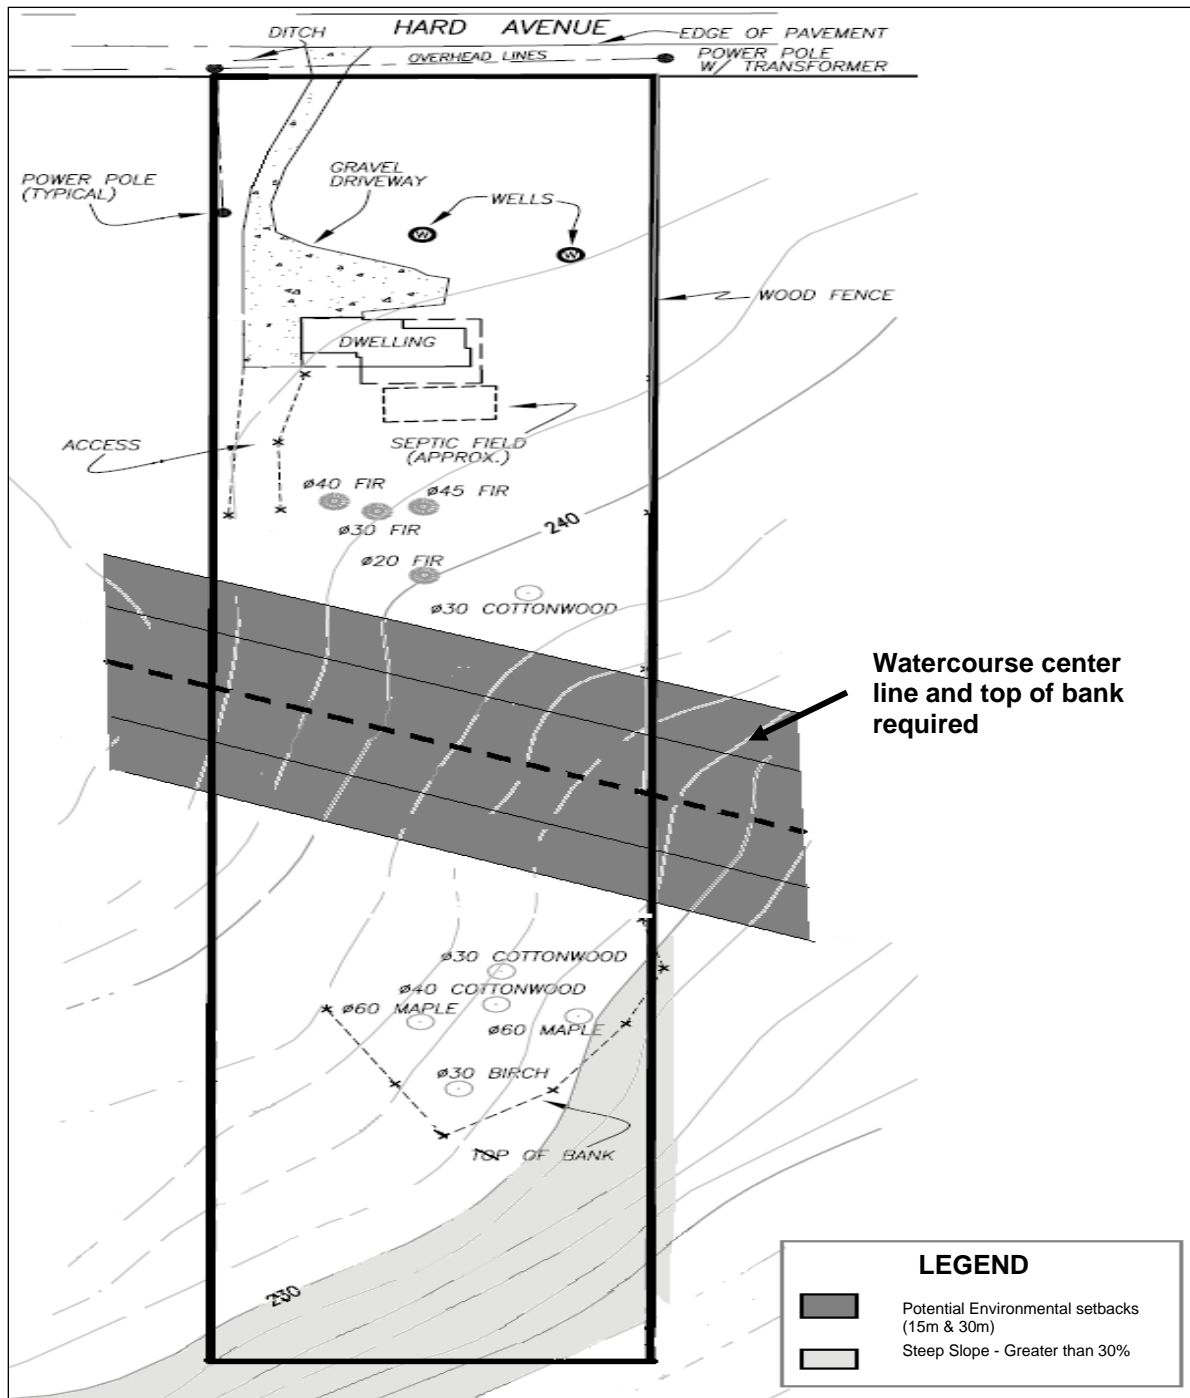 HARD AVENUE
DITCH
EDGE OF PAVEMENT
OVERHEAD LINES
POWER POLE
W/ TRANSFORMER
GRAVEL
DRIVEWAY
POWER POLE
(TYPICAL)
WELLS
W
W
WOOD FENCE
DWELLING
ACCESS
SEPTIC FIELD
(APPROX.)
ø40 FIR
ø45 FIR
ø30 FIR
240
ø20 FIR
ø30 COTTONWOOD
Watercourse center
line and top of bank
required
ø30 COTTONWOOD
ø40 COTTONWOOD
ø60 MAPLE
ø60 MAPLE
ø30 BIRCH
TOP OF BANK
230
LEGEND
Potential Environmental setbacks
(15m & 30m)
Steep Slope - Greater than 30%